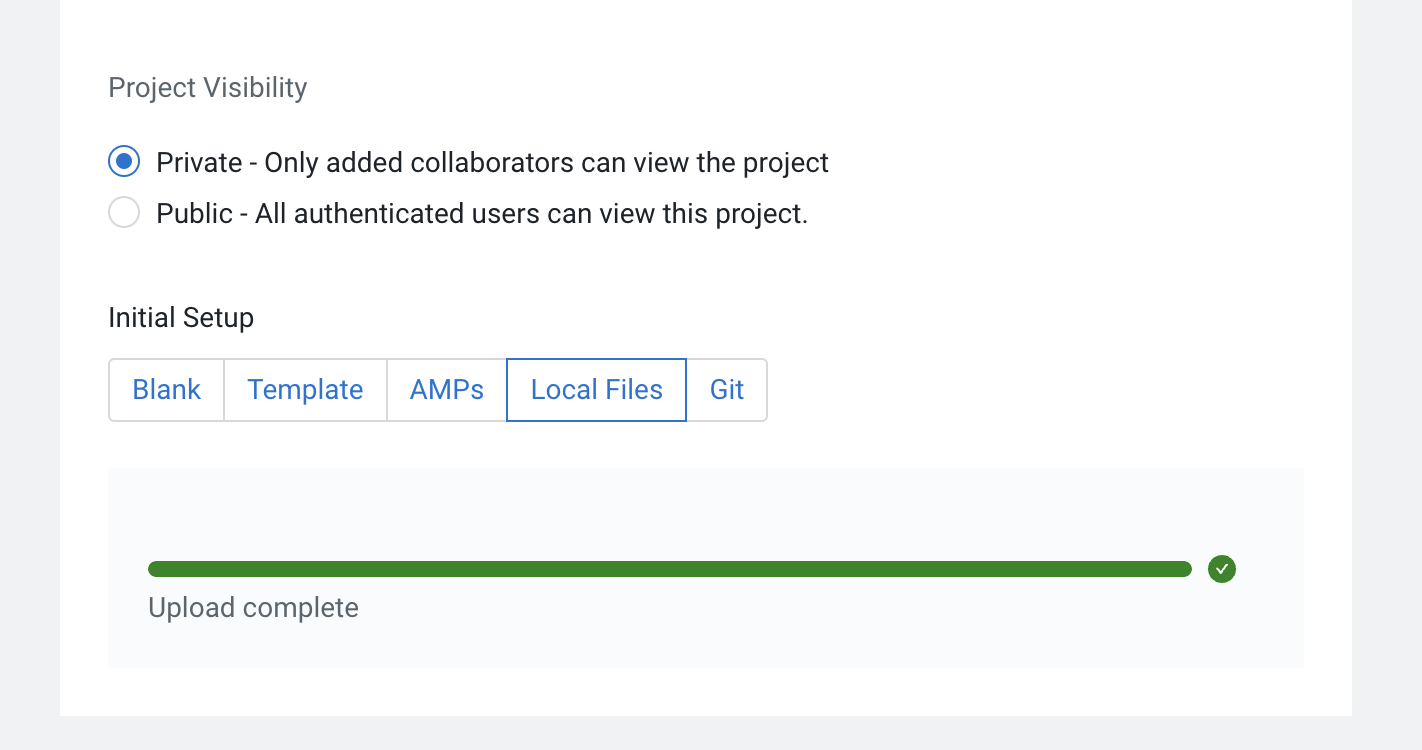 Project Visibility
Private - Only added collaborators can view the project
Public - All authenticated users can view this project.
Initial Setup
Blank Template AMPs Local Files Git
Upload complete